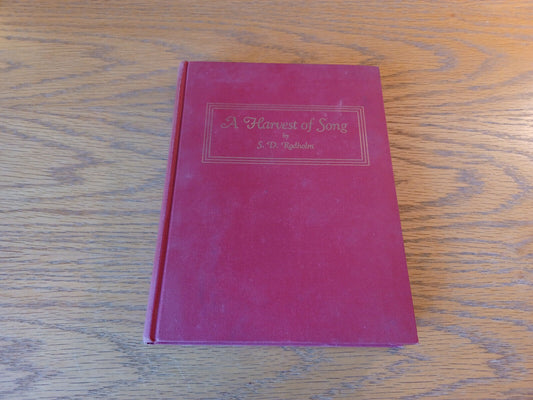 A Harvest of Song
by
S. D. Rodholm